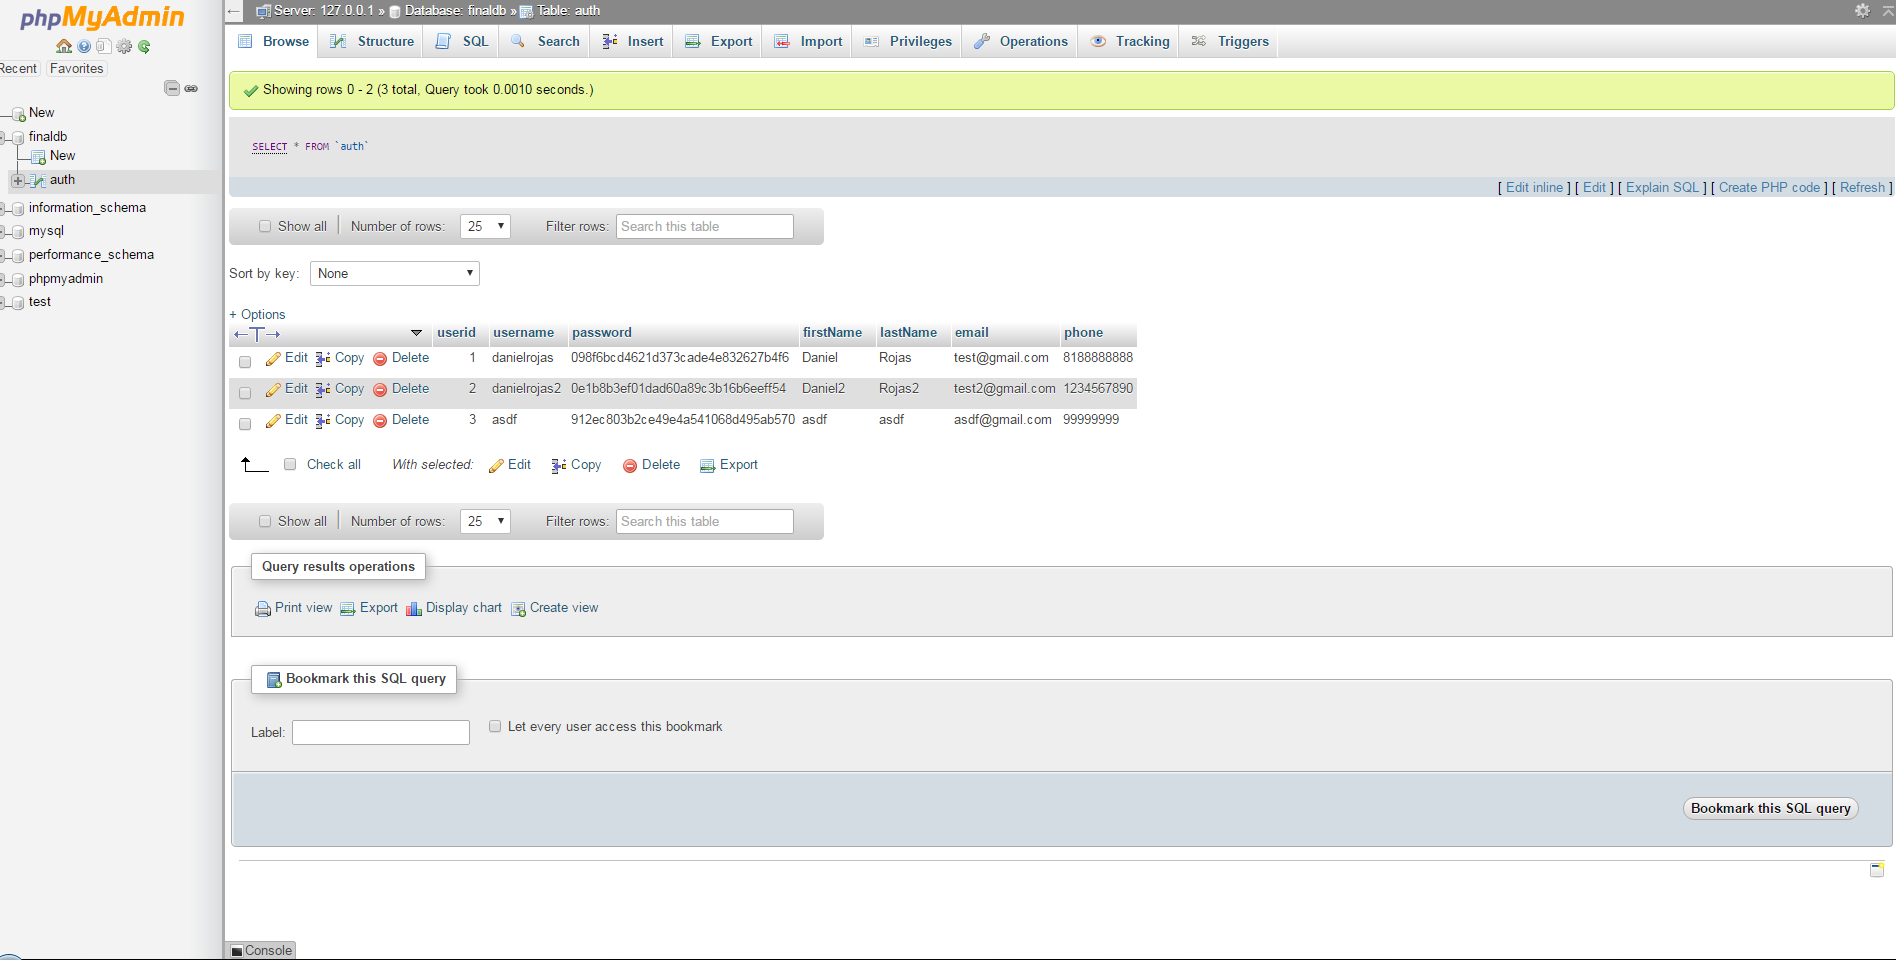 phpMyAdmin
Recent Favorites
New
finaldb
New
auth
information_schema
mysql
performance_schema
phpmyadmin
test
Server: 127.0.0.1 » Database: finaldb » Table: auth
Browse Structure SQL Search Insert Export Import Privileges Operations Tracking Triggers
Showing rows 0 - 2 (3 total, Query took 0.0010 seconds.)
SELECT * FROM `auth`
[ Edit inline ] [ Edit ] [ Explain SQL ] [ Create PHP code ] [ Refresh ]
Show all Number of rows: 25 Filter rows: Search this table
Sort by key: None
+ Options
userid username password firstName lastName email phone
Edit Copy Delete 1 danielrojas 098f6bcd4621d373cade4e832627b4f6 Daniel Rojas test@gmail.com 8188888888
Edit Copy Delete 2 danielrojas2 0e1b8b3ef01dad60a89c3b16b6eeff54 Daniel2 Rojas2 test2@gmail.com 1234567890
Edit Copy Delete 3 asdf 912ec803b2ce49e4a541068d495ab570 asdf asdf asdf@gmail.com 99999999
Check all With selected: Edit Copy Delete Export
Show all Number of rows: 25 Filter rows: Search this table
Query results operations
Print view Export Display chart Create view
Bookmark this SQL query
Label: Let every user access this bookmark
Bookmark this SQL query
Console